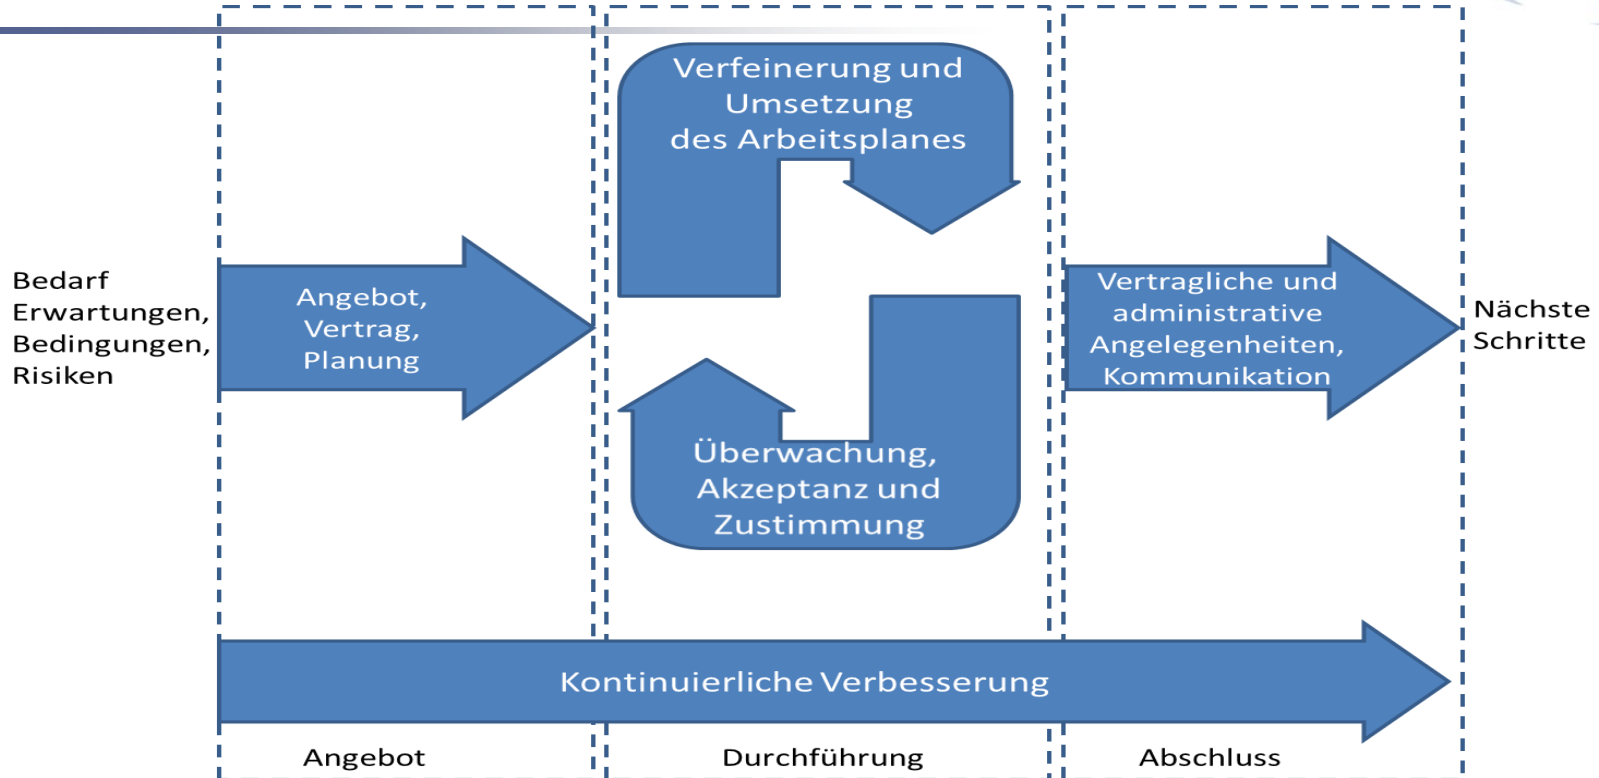 Bedarf
Erwartungen,
Bedingungen,
Risiken
Angebot,
Vertrag,
Planung
Verfeinerung und
Umsetzung
des Arbeitsplanes
Überwachung,
Akzeptanz und
Zustimmung
Vertragliche und
administrative
Angelegenheiten,
Kommunikation
Nächste
Schritte
Kontinuierliche Verbesserung
Angebot
Durchführung
Abschluss